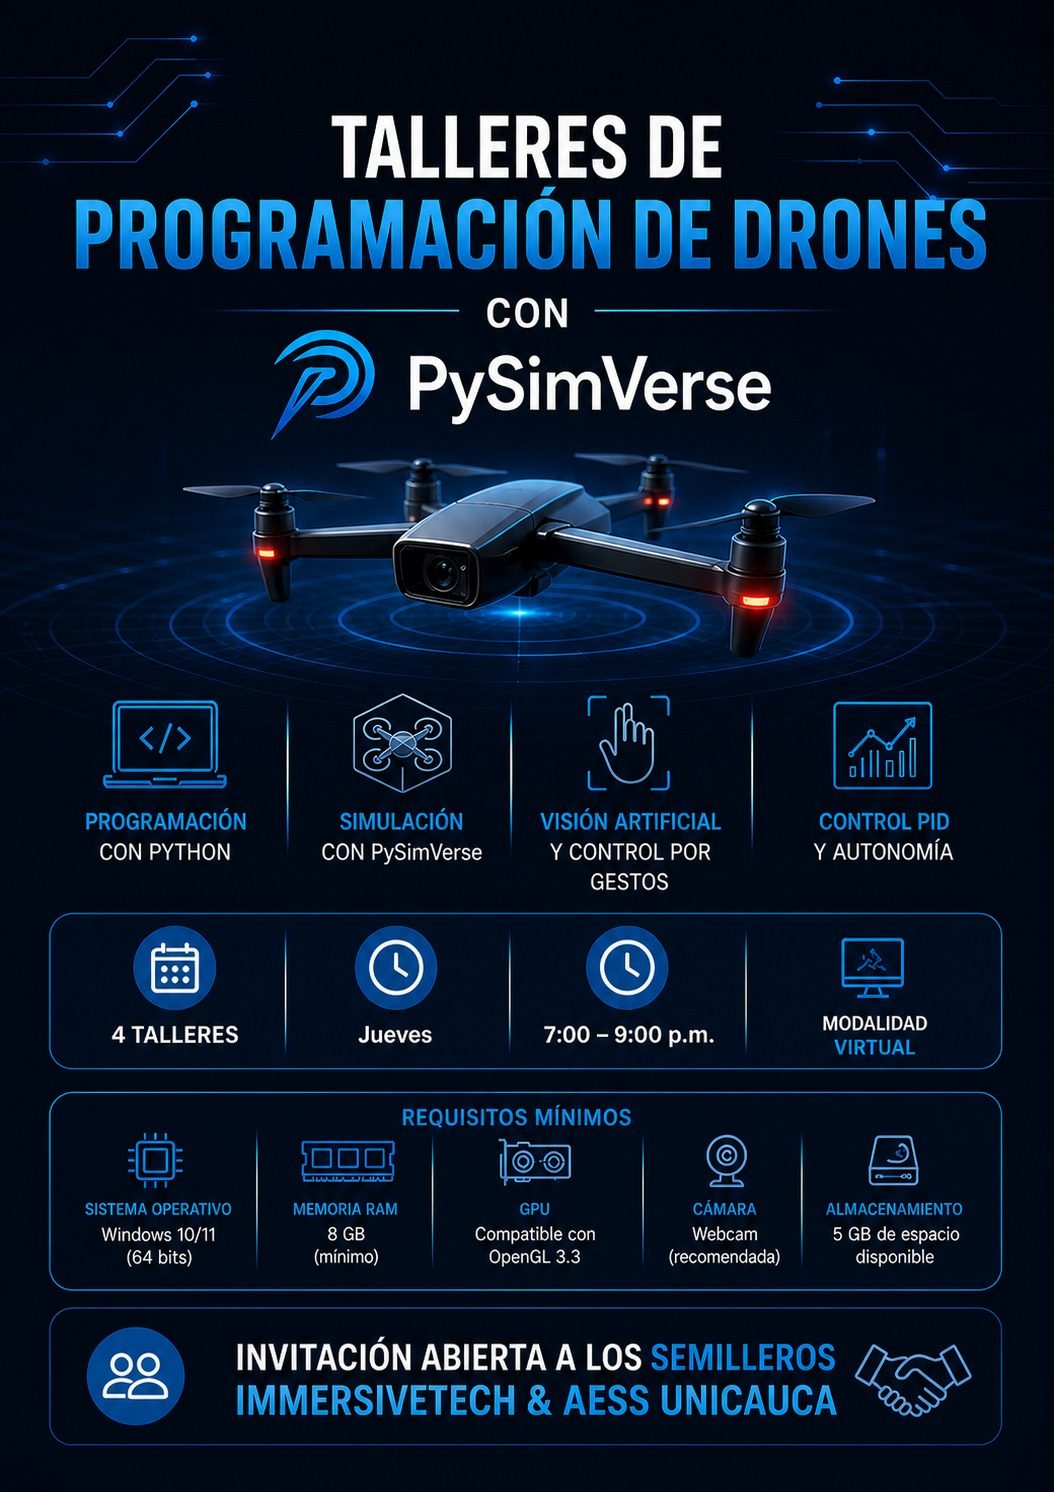 TALLERES DE
PROGRAMACIÓN DE DRONES
CON
PySimVerse
PROGRAMACIÓN
CON PYTHON
SIMULACIÓN
CON PySimVerse
VISIÓN ARTIFICIAL
Y CONTROL POR
GESTOS
CONTROL PID
Y AUTONOMÍA
4 TALLERES
Jueves
7:00 – 9:00 p.m.
MODALIDAD
VIRTUAL
REQUISITOS MÍNIMOS
SISTEMA OPERATIVO
Windows 10/11
(64 bits)
MEMORIA RAM
8 GB
(mínimo)
GPU
Compatible con
OpenGL 3.3
CÁMARA
Webcam
(recomendada)
ALMACENAMIENTO
5 GB de espacio
disponible
INVITACIÓN ABIERTA A LOS SEMILLEROS
IMMERSIVETECH & AESS UNICAUCA